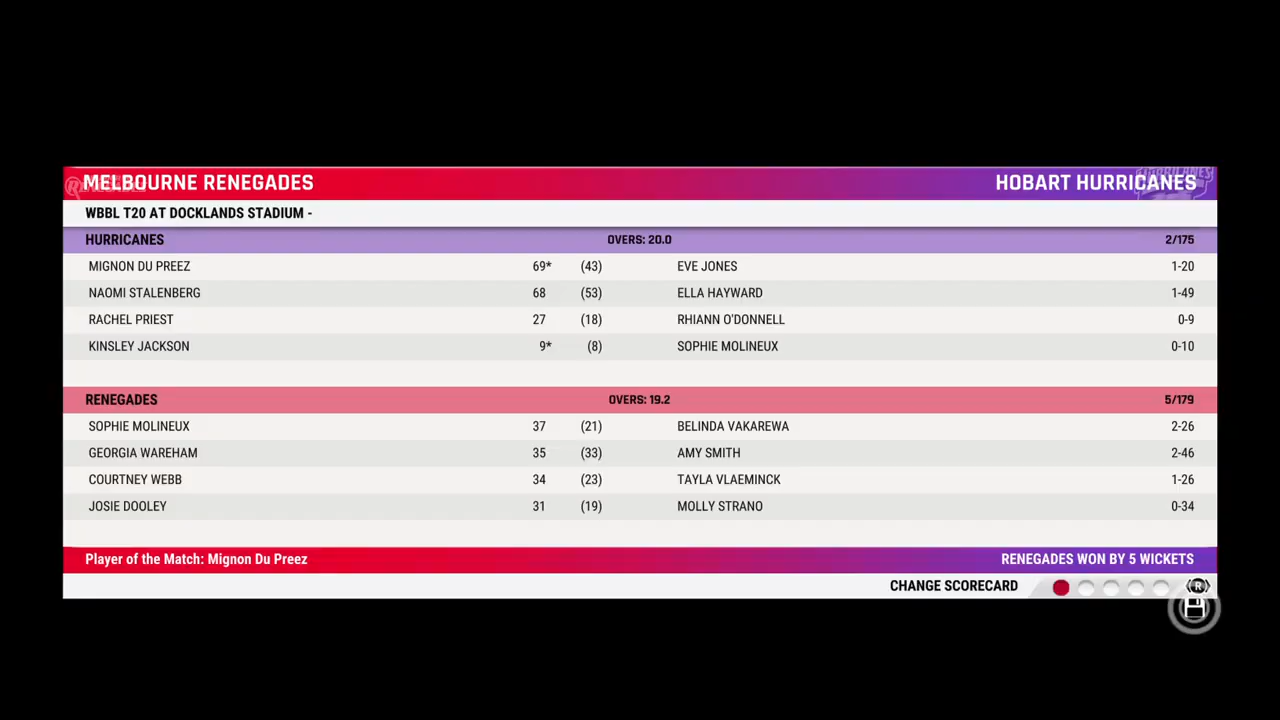 MELBOURNE RENEGADES HOBART HURRICANES
WBBL T20 AT DOCKLANDS STADIUM -
HURRICANES OVERS: 20.0 2/175
MIGNON DU PREEZ 69* (43) EVE JONES 1-20
NAOMI STALENBERG 68 (53) ELLA HAYWARD 1-49
RACHEL PRIEST 27 (18) RHIANN O'DONNELL 0-9
KINSLEY JACKSON 9* (8) SOPHIE MOLINEUX 0-10
RENEGADES OVERS: 19.2 5/179
SOPHIE MOLINEUX 37 (21) BELINDA VAKAREWA 2-26
GEORGIA WAREHAM 35 (33) AMY SMITH 2-46
COURTNEY WEBB 34 (23) TAYLA VLAEMINCK 1-26
JOSIE DOOLEY 31 (19) MOLLY STRANO 0-34
Player of the Match: Mignon Du Preez RENEGADES WON BY 5 WICKETS
CHANGE SCORECARD R